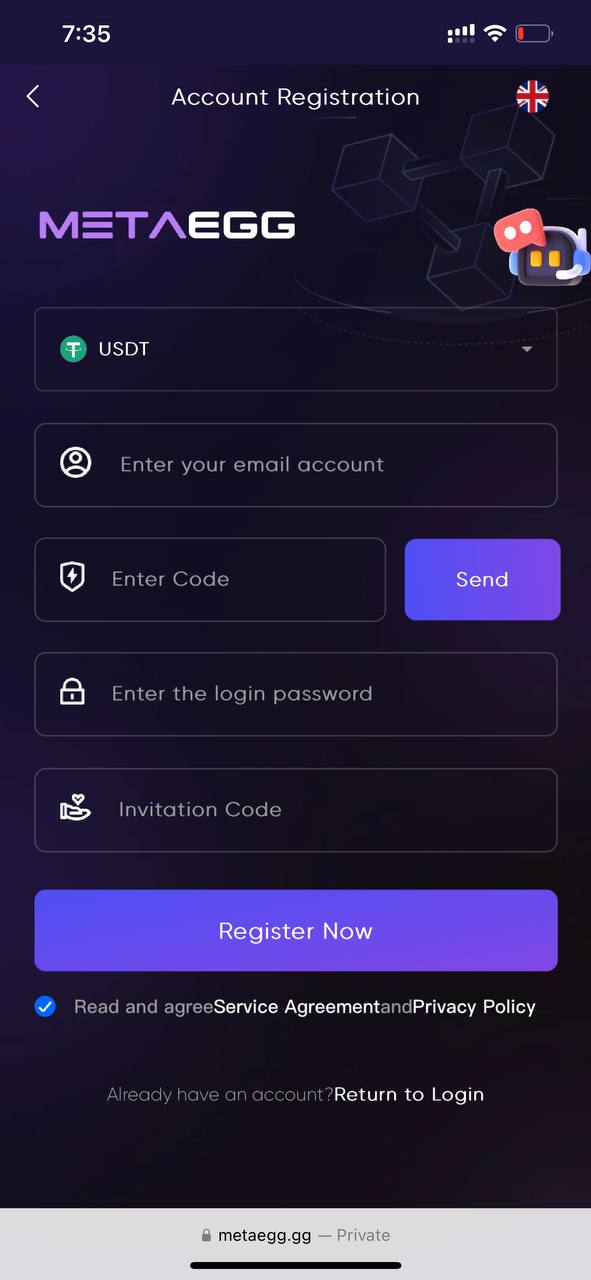 7:35
Account Registration
METAEGG
USDT
Enter your email account
Enter Code
Send
Enter the login password
Invitation Code
Register Now
Read and agreeService AgreementandPrivacy Policy
Already have an account?Return to Login
metaegg.gg — Private